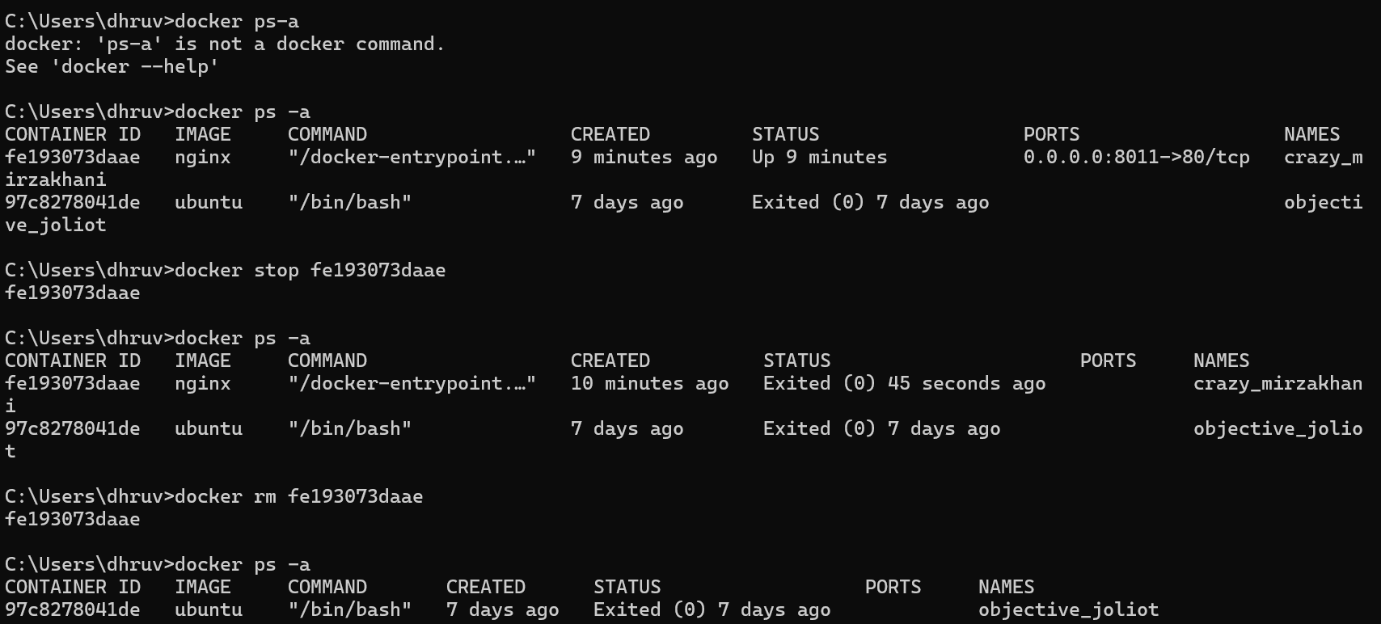 C:\Users\dhruv>docker ps-a
docker: 'ps-a' is not a docker command.
See 'docker --help'
C:\Users\dhruv>docker ps -a
CONTAINER ID   IMAGE     COMMAND                  CREATED         STATUS                    PORTS                  NAMES
fe193073daae   nginx     "/docker-entrypoint.…"   9 minutes ago   Up 9 minutes              0.0.0.0:8011->80/tcp   crazy_m
irzakhani
97c8278041de   ubuntu    "/bin/bash"              7 days ago      Exited (0) 7 days ago                            objecti
ve_joliot
C:\Users\dhruv>docker stop fe193073daae
fe193073daae
C:\Users\dhruv>docker ps -a
CONTAINER ID   IMAGE     COMMAND                  CREATED          STATUS                      PORTS     NAMES
fe193073daae   nginx     "/docker-entrypoint.…"   10 minutes ago   Exited (0) 45 seconds ago             crazy_mirzakhan
i
97c8278041de   ubuntu    "/bin/bash"              7 days ago       Exited (0) 7 days ago                 objective_jolio
t
C:\Users\dhruv>docker rm fe193073daae
fe193073daae
C:\Users\dhruv>docker ps -a
CONTAINER ID   IMAGE     COMMAND       CREATED      STATUS                  PORTS     NAMES
97c8278041de   ubuntu    "/bin/bash"   7 days ago   Exited (0) 7 days ago             objective_joliot